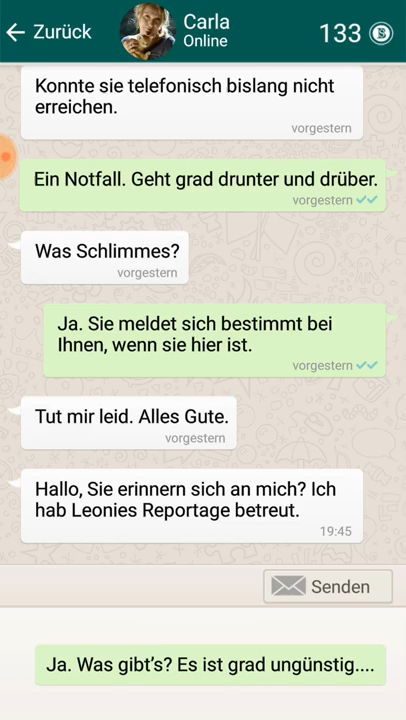 Zurück
Carla
Online
133
Konnte sie telefonisch bislang nicht
erreichen.
vorgestern
Ein Notfall. Geht grad drunter und drüber.
vorgestern
Was Schlimmes?
vorgestern
Ja. Sie meldet sich bestimmt bei
Ihnen, wenn sie hier ist.
vorgestern
Tut mir leid. Alles Gute.
vorgestern
Hallo, Sie erinnern sich an mich? Ich
hab Leonies Reportage betreut.
19:45
Senden
Ja. Was gibt's? Es ist grad ungünstig....